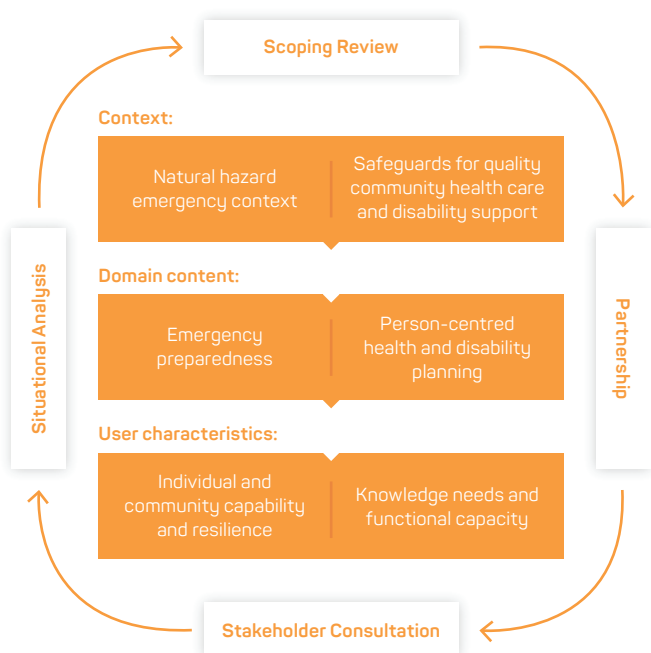 Scoping Review
Context:
Natural hazard
emergency context
Safeguards for quality
community health care
and disability support
Domain content:
Emergency
preparedness
Person-centred
health and disability
planning
User characteristics:
Individual and
community capability
and resilience
Knowledge needs and
functional capacity
Situational Analysis
Partnership
Stakeholder Consultation